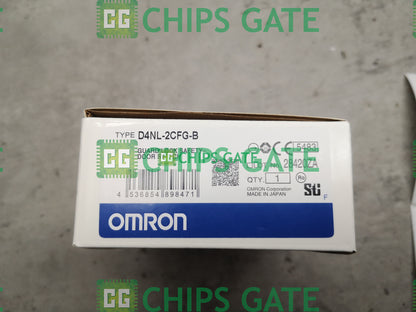 CHIPS GATE
TYPE D4NL-2CFG-B
GUARD LOCK SAFETY
DOOR
CHIPS GATE
4 536854 898471
QTY. 1
OMRON Corporation
MADE IN JAPAN
OMRON
CHIPS GATE